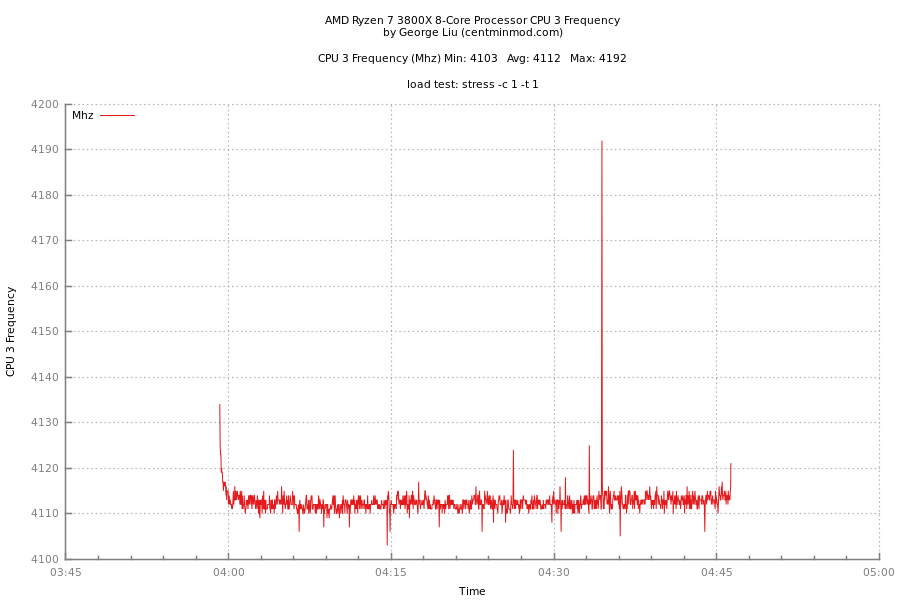 AMD Ryzen 7 3800X 8-Core Processor CPU 3 Frequency
by George Liu (centminmod.com)
CPU 3 Frequency (Mhz) Min: 4103 Avg: 4112 Max: 4192
load test: stress -c 1 -t 1
Mhz
4200
4190
4180
4170
4160
4150
4140
4130
4120
4110
4100
CPU 3 Frequency
03:45 04:00 04:15 04:30 04:45 05:00
Time